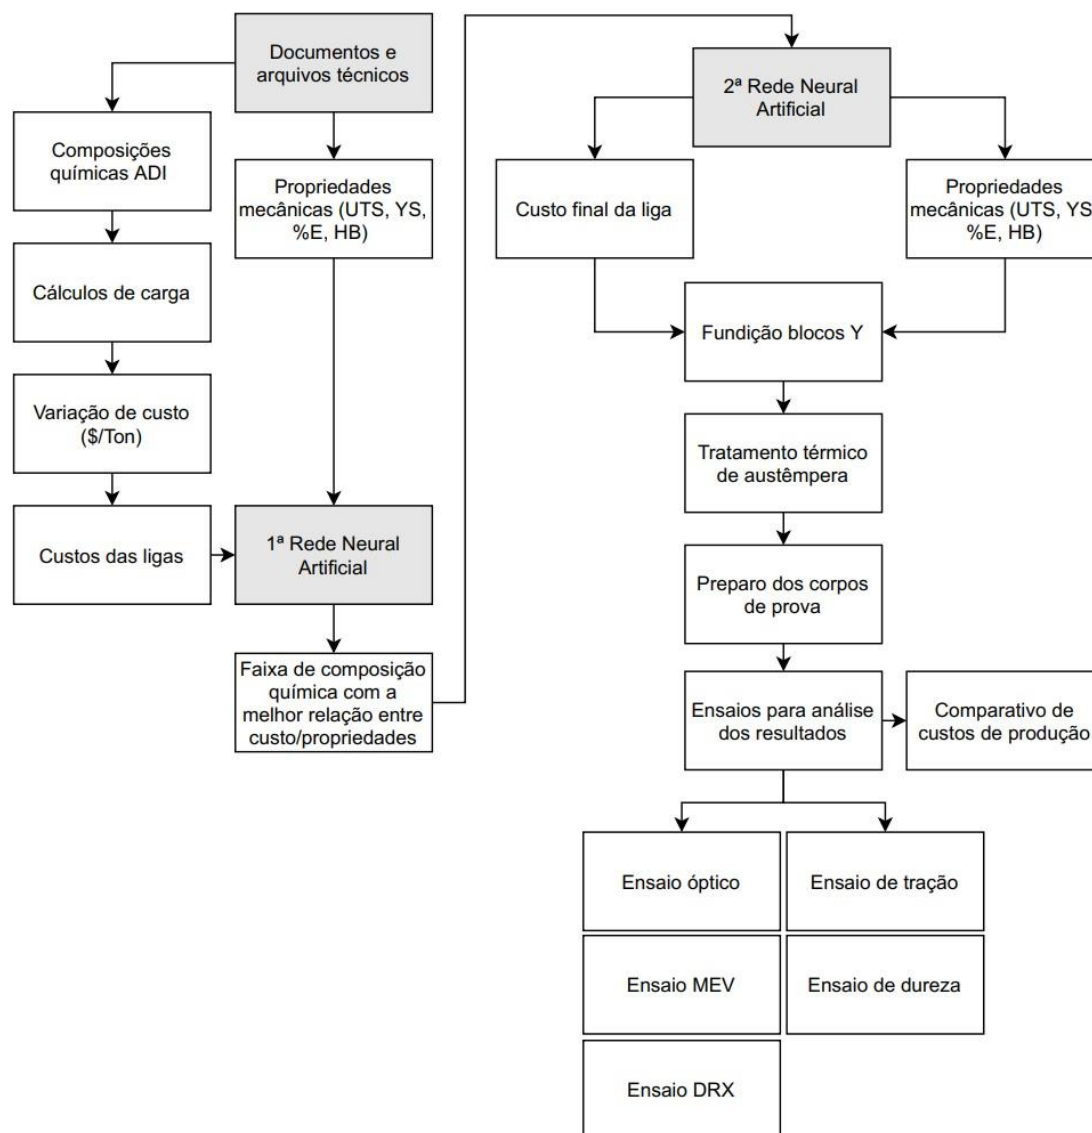 Documentos e
arquivos técnicos
Composições
químicas ADI
Propriedades
mecânicas (UTS, YS,
%E, HB)
Cálculos de carga
Variação de custo
($/Ton)
Custos das ligas
1ª Rede Neural
Artificial
Faixa de composição
química com a
melhor relação entre
custo/propriedades
2ª Rede Neural
Artificial
Custo final da liga
Propriedades
mecânicas (UTS, YS
%E, HB)
Fundição blocos Y
Tratamento térmico
de austêmpera
Preparo dos corpos
de prova
Ensaios para análise
dos resultados
Comparativo de
custos de produção
Ensaio óptico
Ensaio de tração
Ensaio MEV
Ensaio de dureza
Ensaio DRX